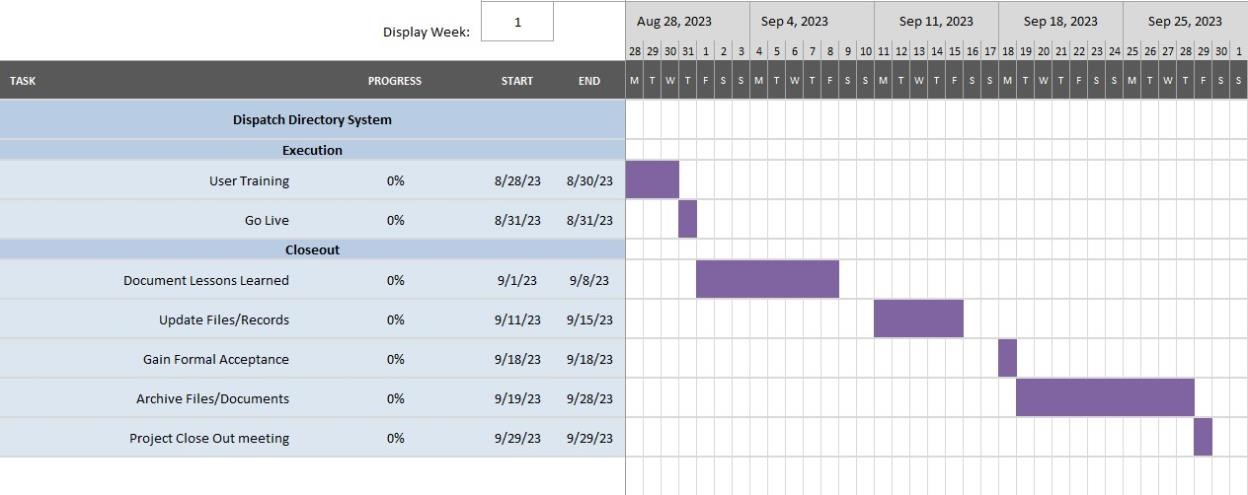 Display Week: 1 Aug 28, 2023 Sep 4, 2023 Sep 11, 2023 Sep 18, 2023 Sep 25, 2023
28 29 30 31 1 2 3 4 5 6 7 8 9 10 11 12 13 14 15 16 17 18 19 20 21 22 23 24 25 26 27 28 29 30 1
TASK PROGRESS START END M T W T F S S M T W T F S S M T W T F S S M T W T F S S M T W T F S S
Dispatch Directory System
Execution
User Training 0% 8/28/23 8/30/23
Go Live 0% 8/31/23 8/31/23
Closeout
Document Lessons Learned 0% 9/1/23 9/8/23
Update Files/Records 0% 9/11/23 9/15/23
Gain Formal Acceptance 0% 9/18/23 9/18/23
Archive Files/Documents 0% 9/19/23 9/28/23
Project Close Out meeting 0% 9/29/23 9/29/23